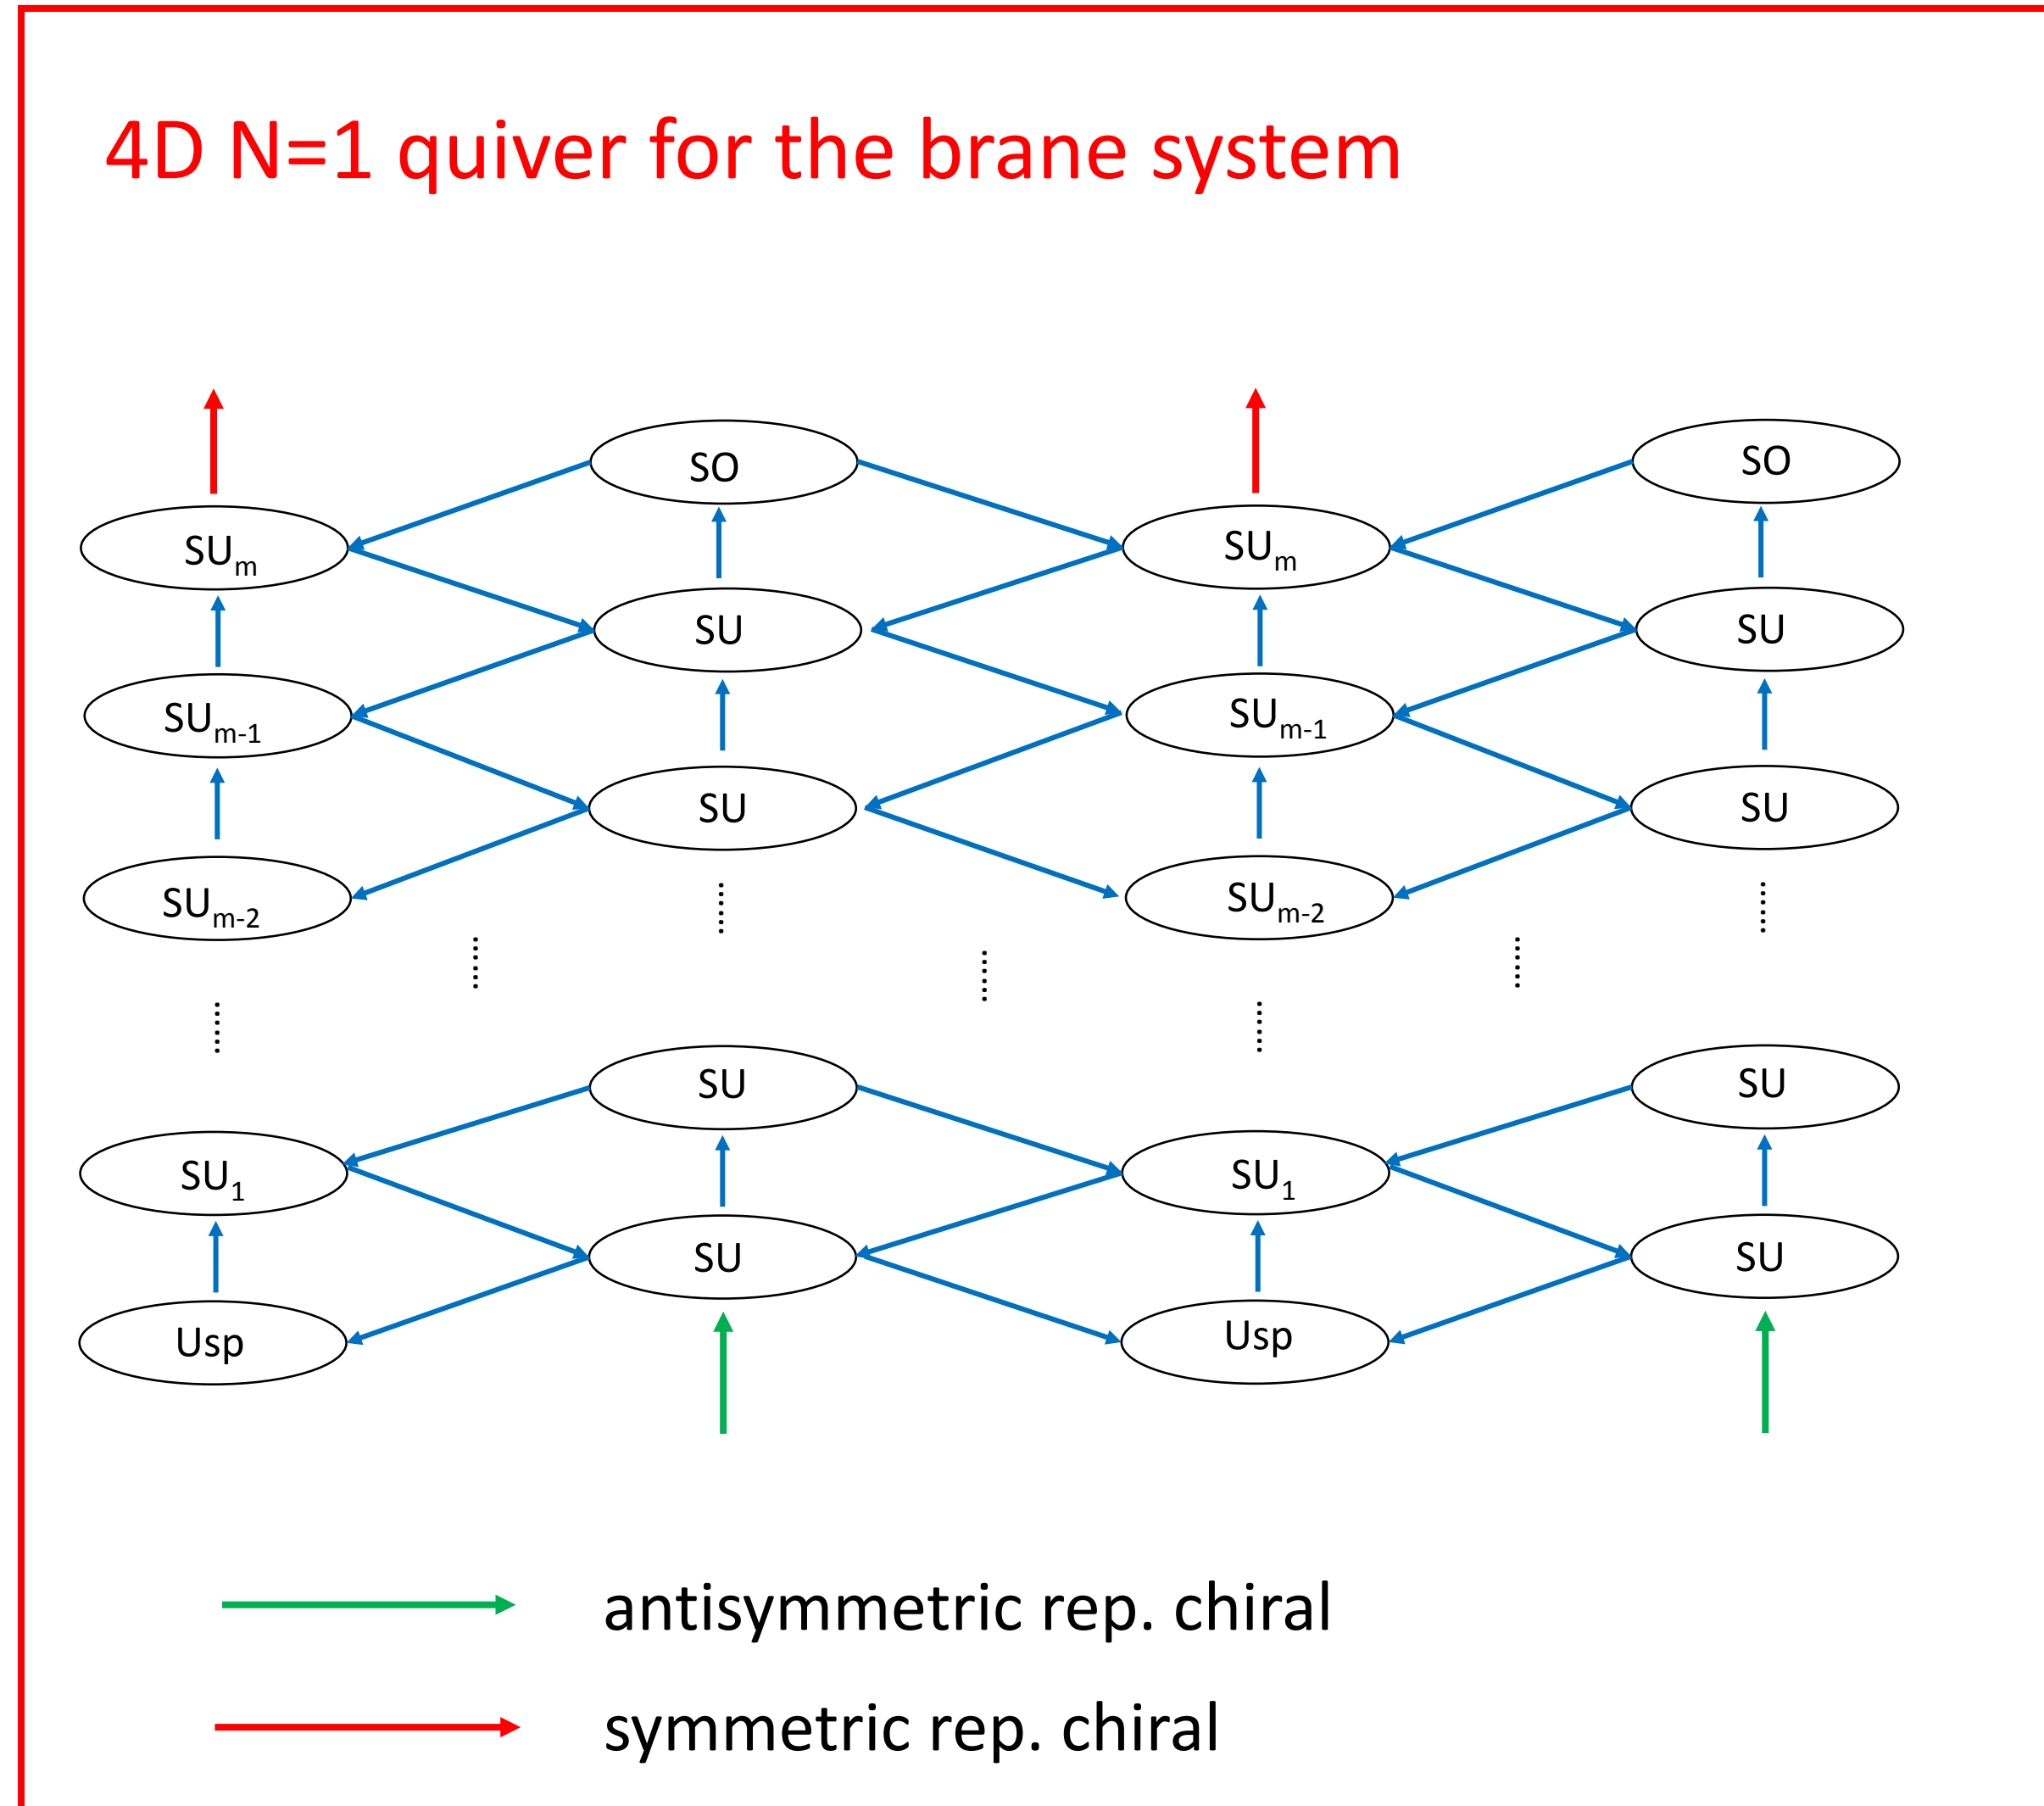 4D N=1 quiver for the brane system
SO SO
SUm SUm
SU SU
SUm-1 SUm-1
SU SU
SUm-2 SUm-2
SU SU
SU1 SU1
SU SU
Usp Usp
antisymmetric rep. chiral
symmetric rep. chiral